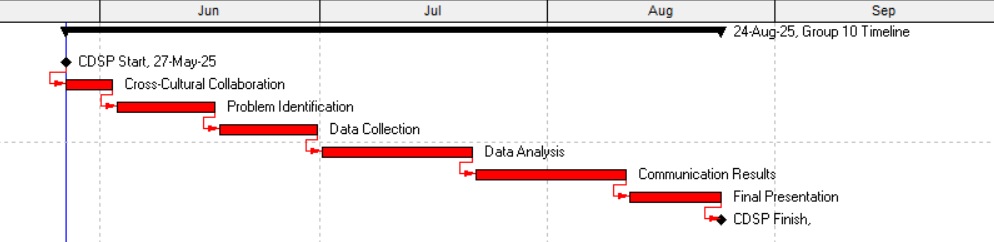 Jun Jul Aug Sep
24-Aug-25, Group 10 Timeline
CDSP Start, 27-May-25
Cross-Cultural Collaboration
Problem Identification
Data Collection
Data Analysis
Communication Results
Final Presentation
CDSP Finish,